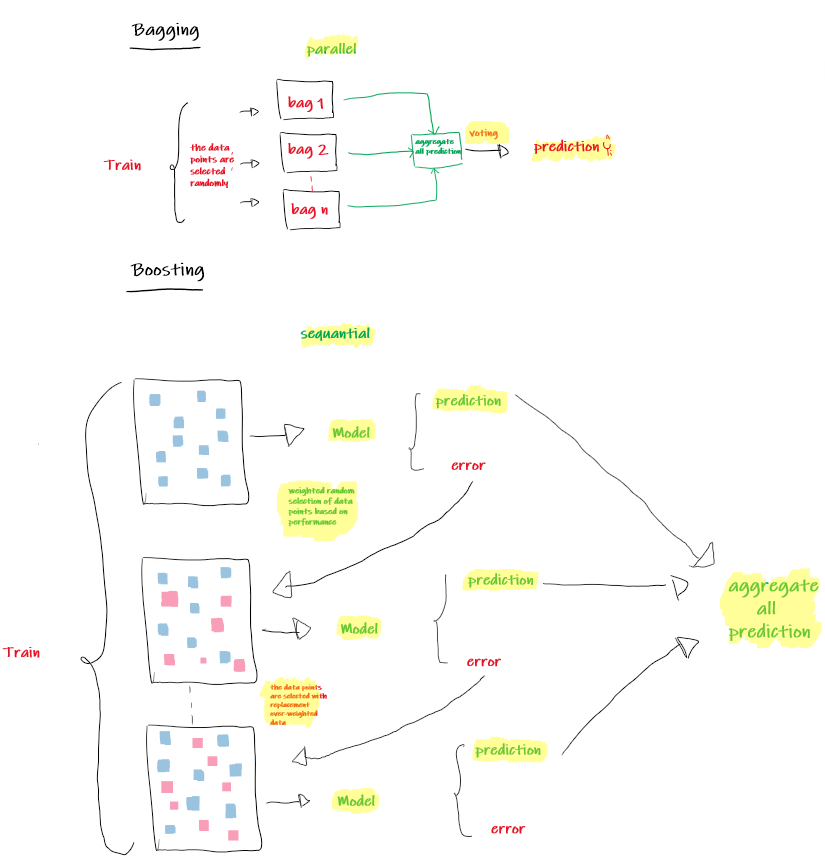 Bagging
parallel
bag 1
Train
the data
points are
selected
randomly
bag 2
bag n
aggregate
all prediction
voting
prediction Ŷi
Boosting
sequantial
Train
Model
prediction
error
weighted random
selection of data
points based on
performance
Model
prediction
error
the data points
are selected with
replacement
over-weighted
data
Model
prediction
error
aggregate
all
prediction